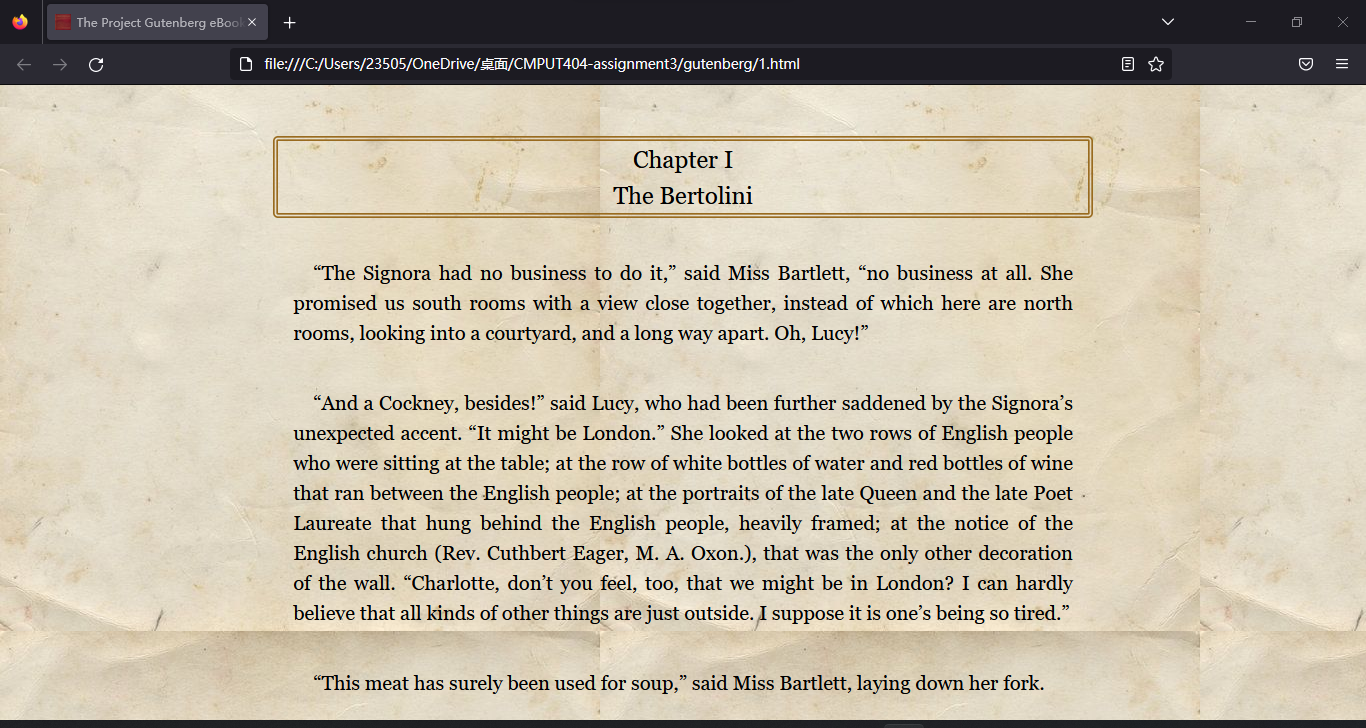 The Project Gutenberg eBook
file:///C:/Users/23505/OneDrive/桌面/CMPUT404-assignment3/gutenberg/1.html
Chapter I
The Bertolini
“The Signora had no business to do it,” said Miss Bartlett, “no business at all. She
promised us south rooms with a view close together, instead of which here are north
rooms, looking into a courtyard, and a long way apart. Oh, Lucy!”
“And a Cockney, besides!” said Lucy, who had been further saddened by the Signora’s
unexpected accent. “It might be London.” She looked at the two rows of English people
who were sitting at the table; at the row of white bottles of water and red bottles of wine
that ran between the English people; at the portraits of the late Queen and the late Poet
Laureate that hung behind the English people, heavily framed; at the notice of the
English church (Rev. Cuthbert Eager, M. A. Oxon.), that was the only other decoration
of the wall. “Charlotte, don’t you feel, too, that we might be in London? I can hardly
believe that all kinds of other things are just outside. I suppose it is one’s being so tired.”
“This meat has surely been used for soup,” said Miss Bartlett, laying down her fork.